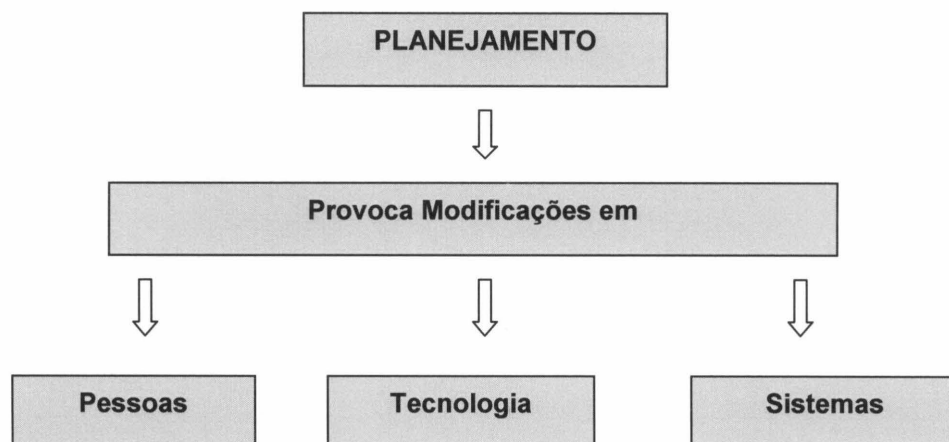 PLANEJAMENTO
Provoca Modificações em
Pessoas
Tecnologia
Sistemas